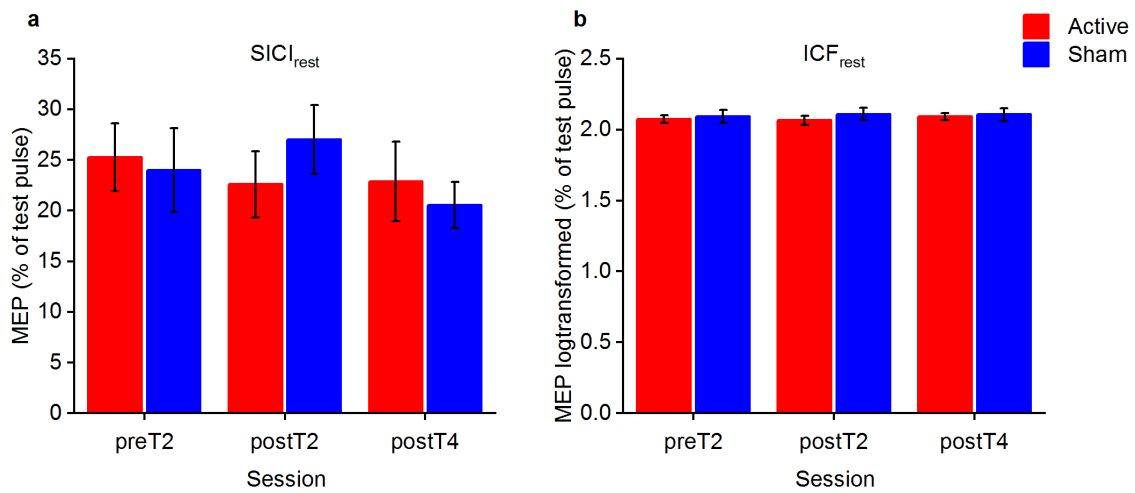 a
SICIrest
MEP (% of test pulse)
35
30
25
20
15
10
5
0
preT2 postT2 postT4
Session
b
ICFrest
Active
Sham
MEP logtransformed (% of test pulse)
2.5
2.0
1.5
1.0
0.5
0.0
preT2 postT2 postT4
Session